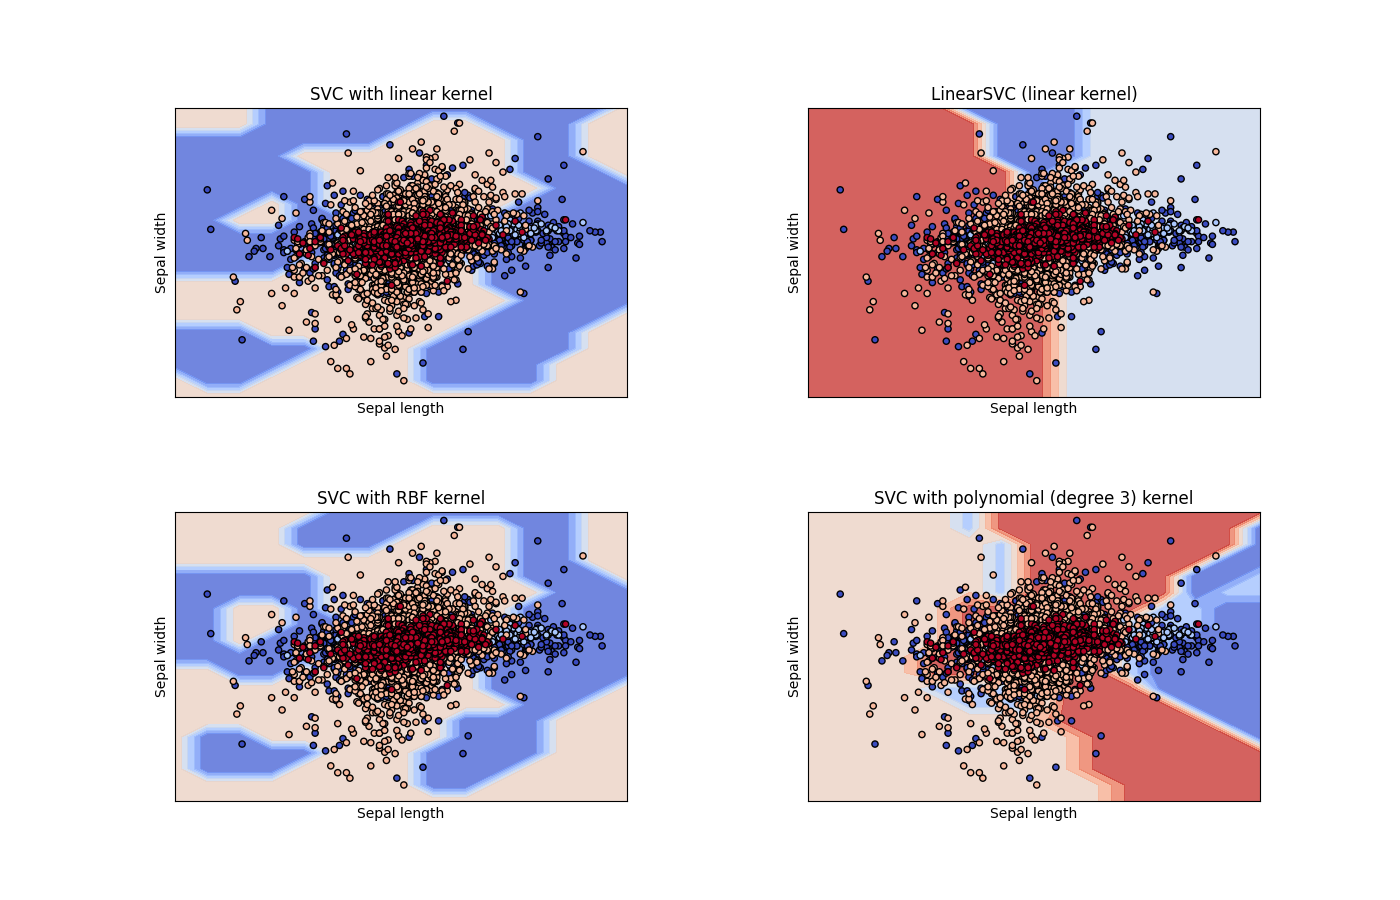 SVC with linear kernel
Sepal width
Sepal length
LinearSVC (linear kernel)
Sepal width
Sepal length
SVC with RBF kernel
Sepal width
Sepal length
SVC with polynomial (degree 3) kernel
Sepal width
Sepal length